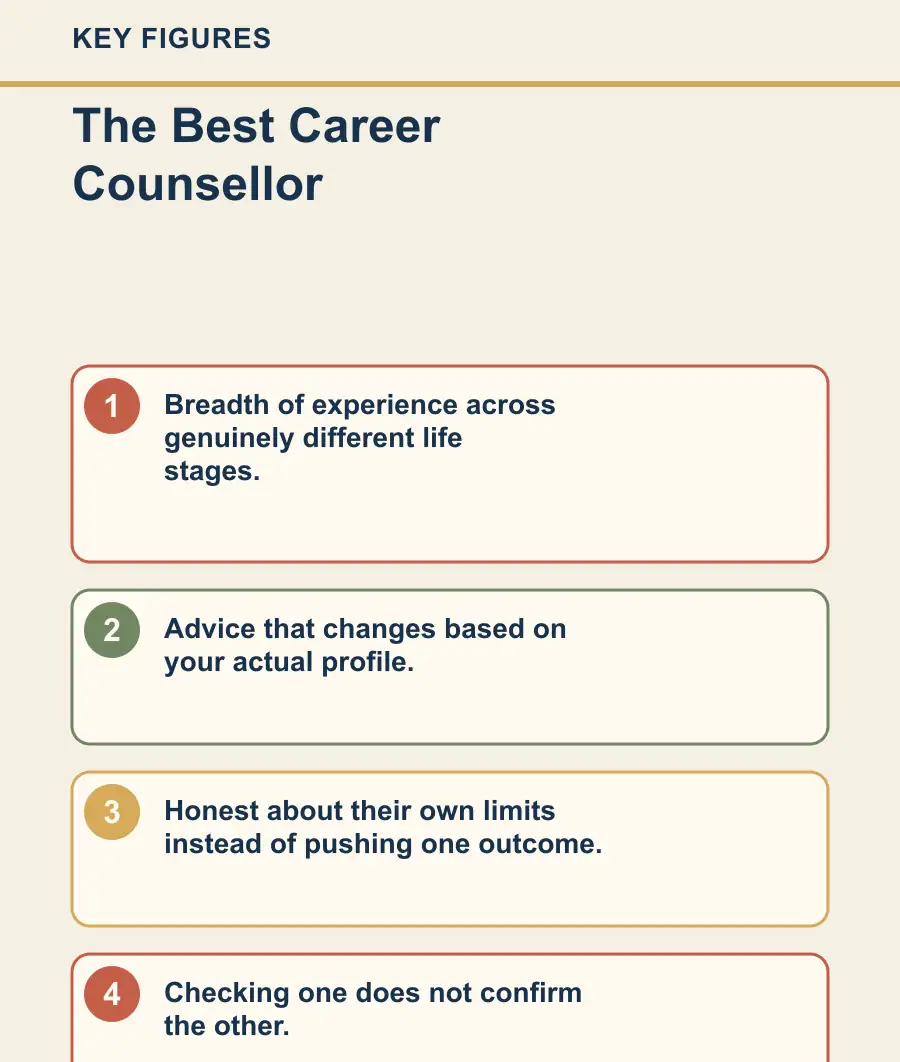 KEY FIGURES
The Best Career
Counsellor
1
Breadth of experience across
genuinely different life
stages.
2
Advice that changes based on
your actual profile.
3
Honest about their own limits
instead of pushing one outcome.
4
Checking one does not confirm
the other.